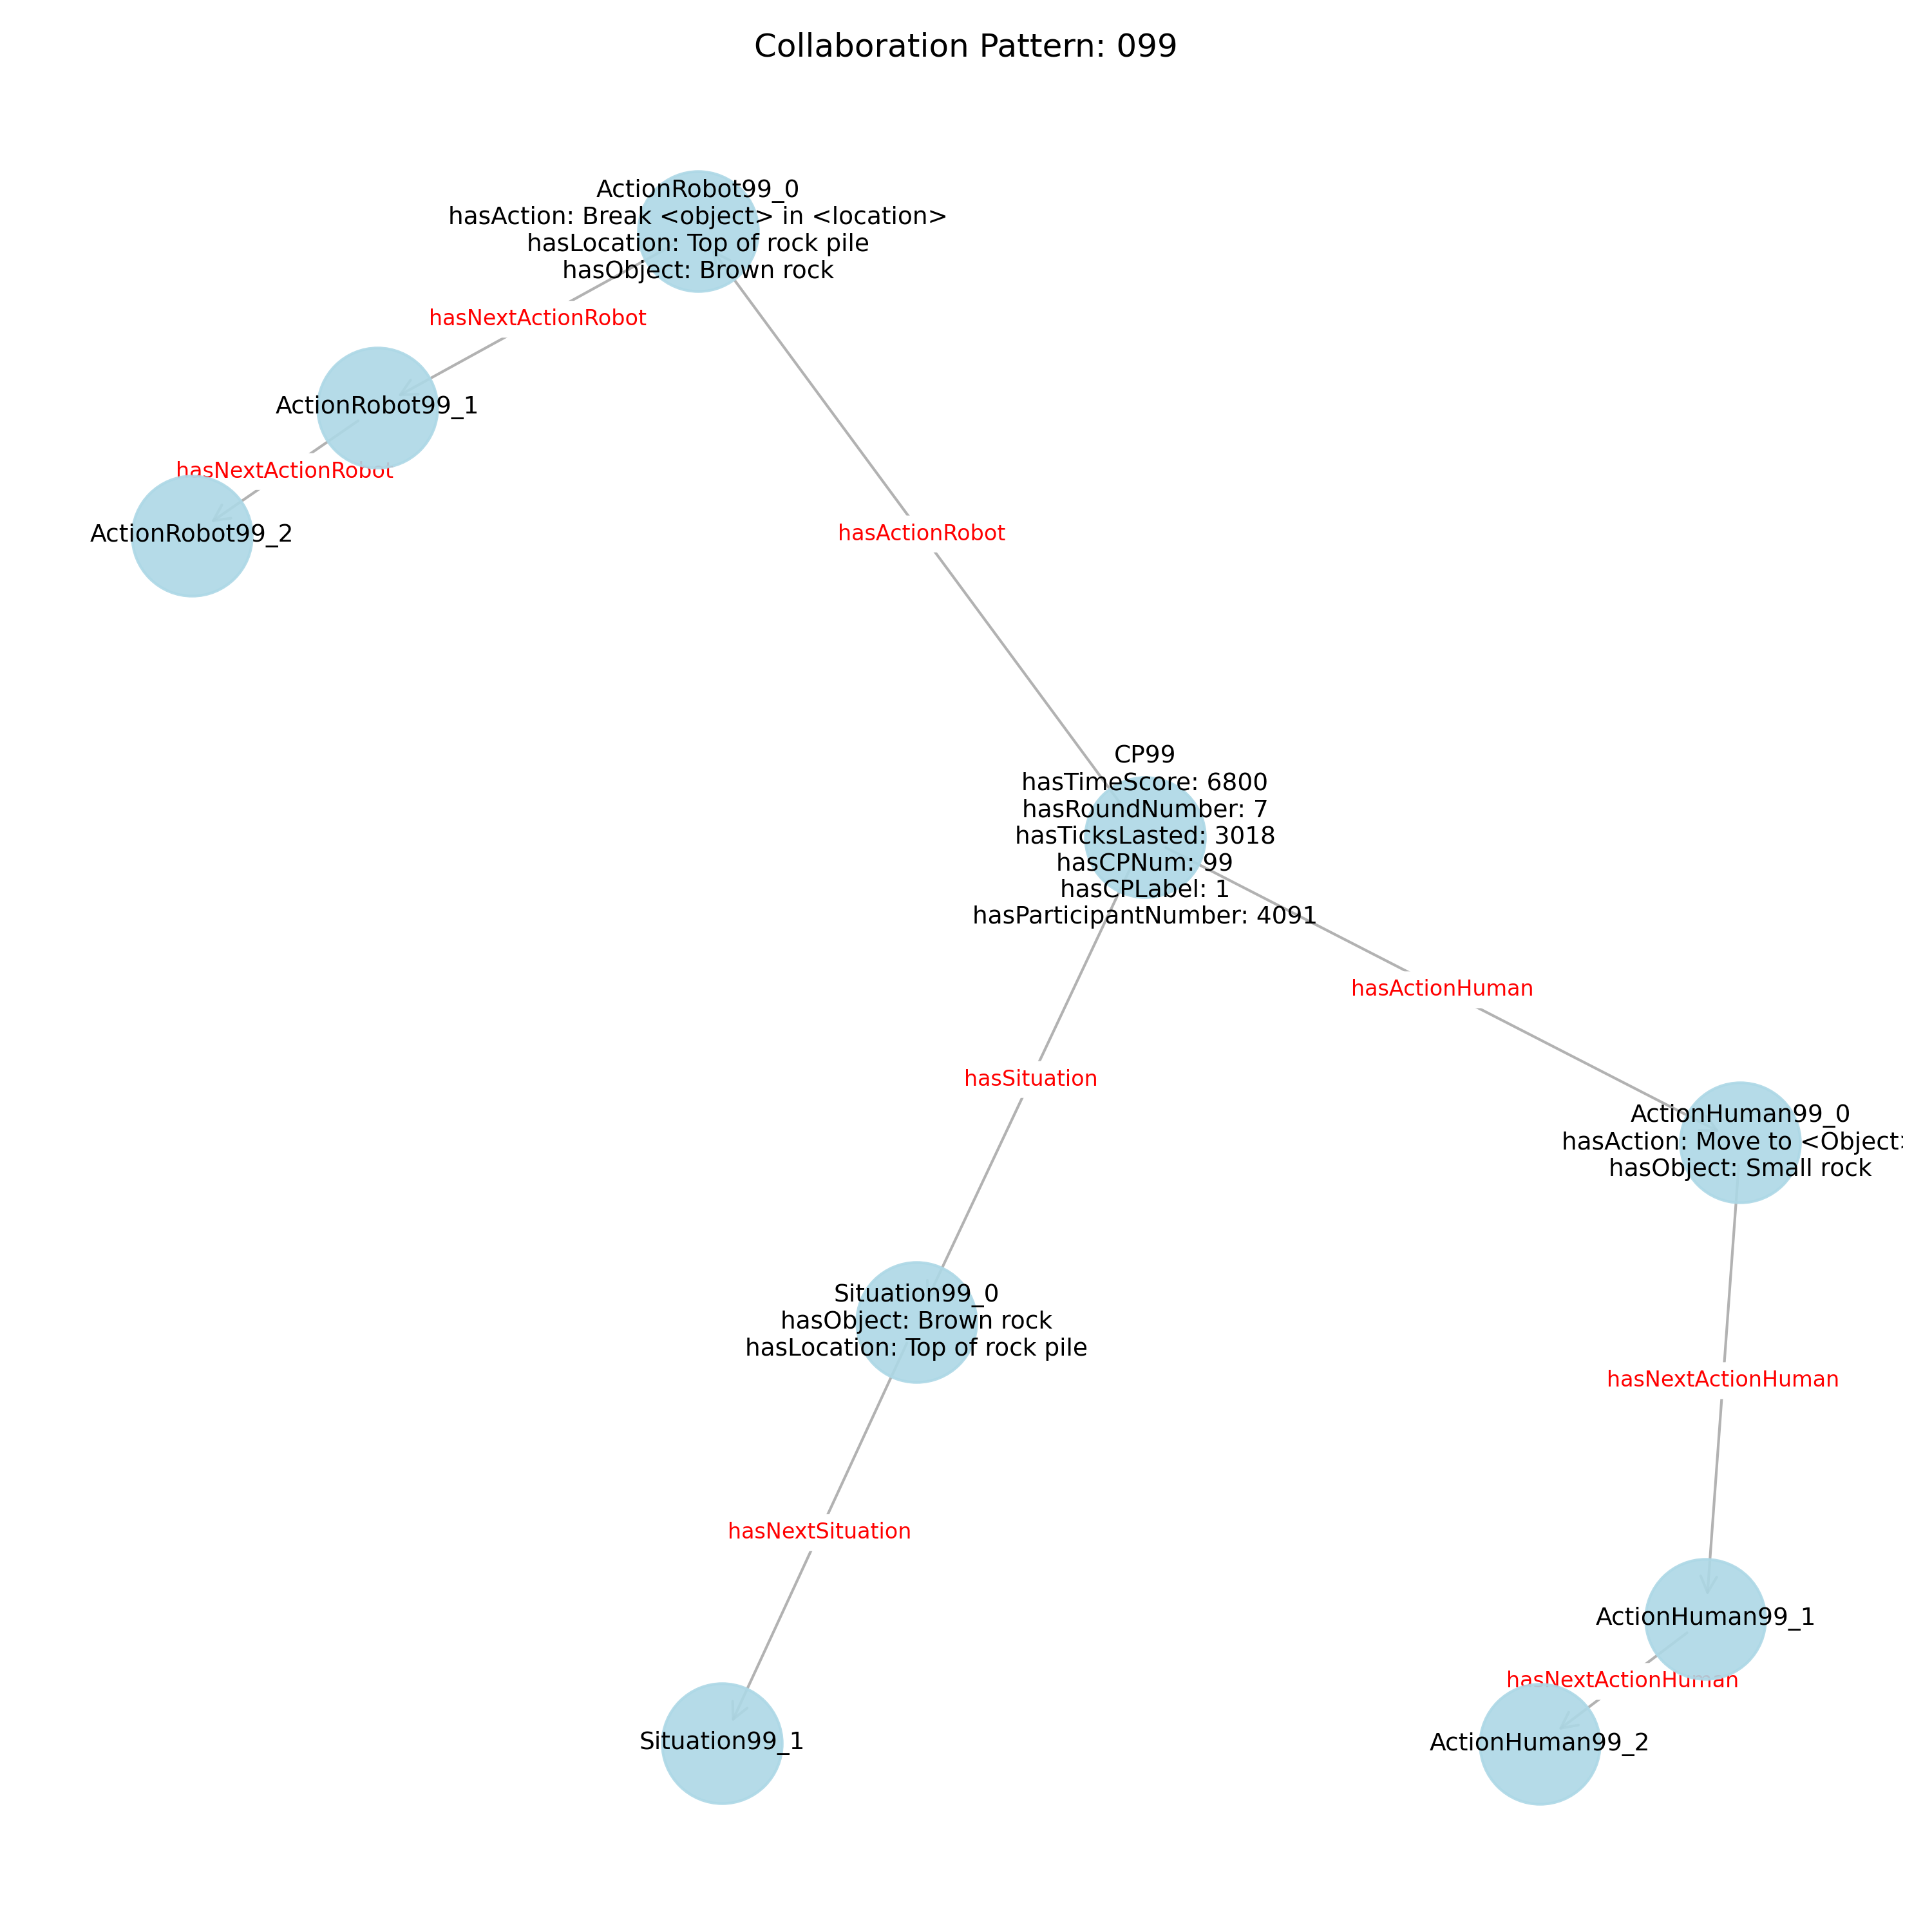 Collaboration Pattern: 099
ActionRobot99_0
hasAction: Break <object> in <location>
hasLocation: Top of rock pile
hasObject: Brown rock
hasNextActionRobot
ActionRobot99_1
hasNextActionRobot
ActionRobot99_2
hasActionRobot
CP99
hasTimeScore: 6800
hasRoundNumber: 7
hasTicksLasted: 3018
hasCPNum: 99
hasCPLabel: 1
hasParticipantNumber: 4091
hasActionHuman
hasSituation
ActionHuman99_0
hasAction: Move to <Object>
hasObject: Small rock
Situation99_0
hasObject: Brown rock
hasLocation: Top of rock pile
hasNextActionHuman
hasNextSituation
ActionHuman99_1
hasNextActionHuman
Situation99_1
ActionHuman99_2